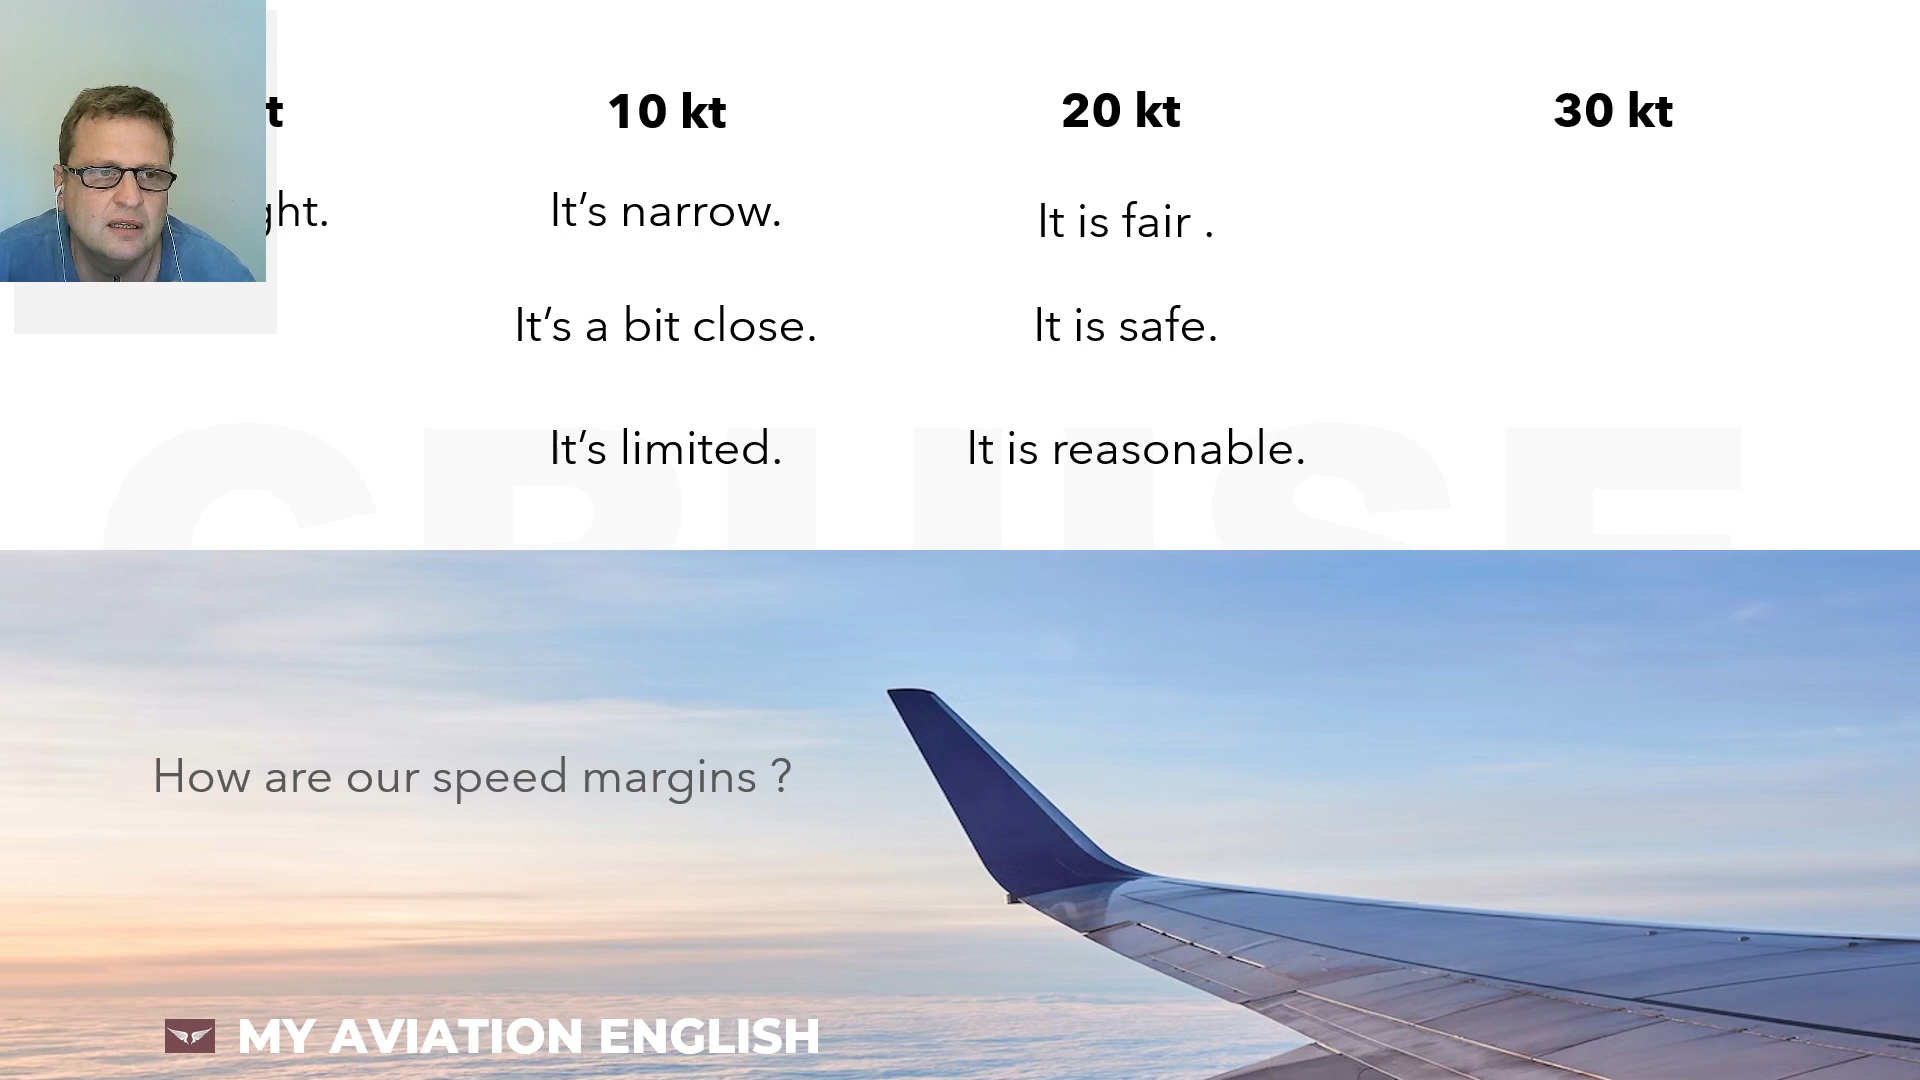 10 kt 20 kt 30 kt
It's narrow. It is fair .
It's a bit close. It is safe.
It's limited. It is reasonable.
CRUISE
How are our speed margins ?
MY AVIATION ENGLISH